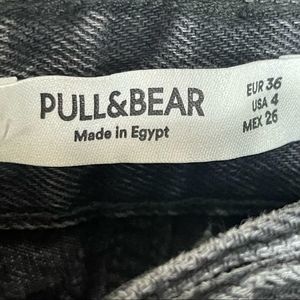 PULL&BEAR
Made in Egypt
EUR 36
USA 4
MEX 26